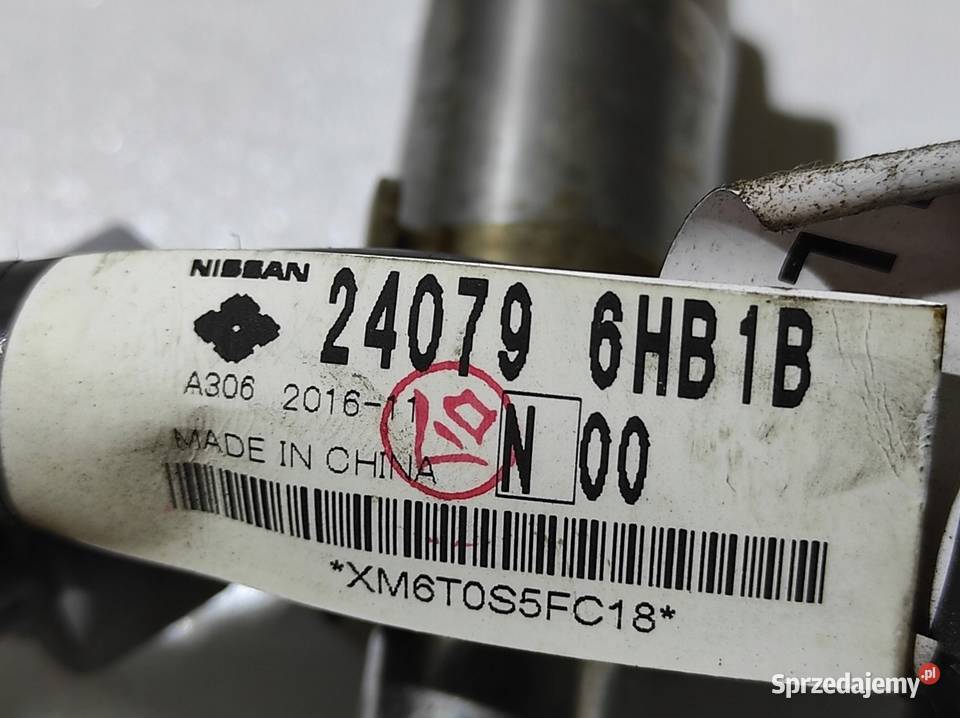 NISSAN
24079 6HB1B
A306 2016-11
N 00
MADE IN CHINA
*XM6T0S5FC18*
Sprzedajemy.pl